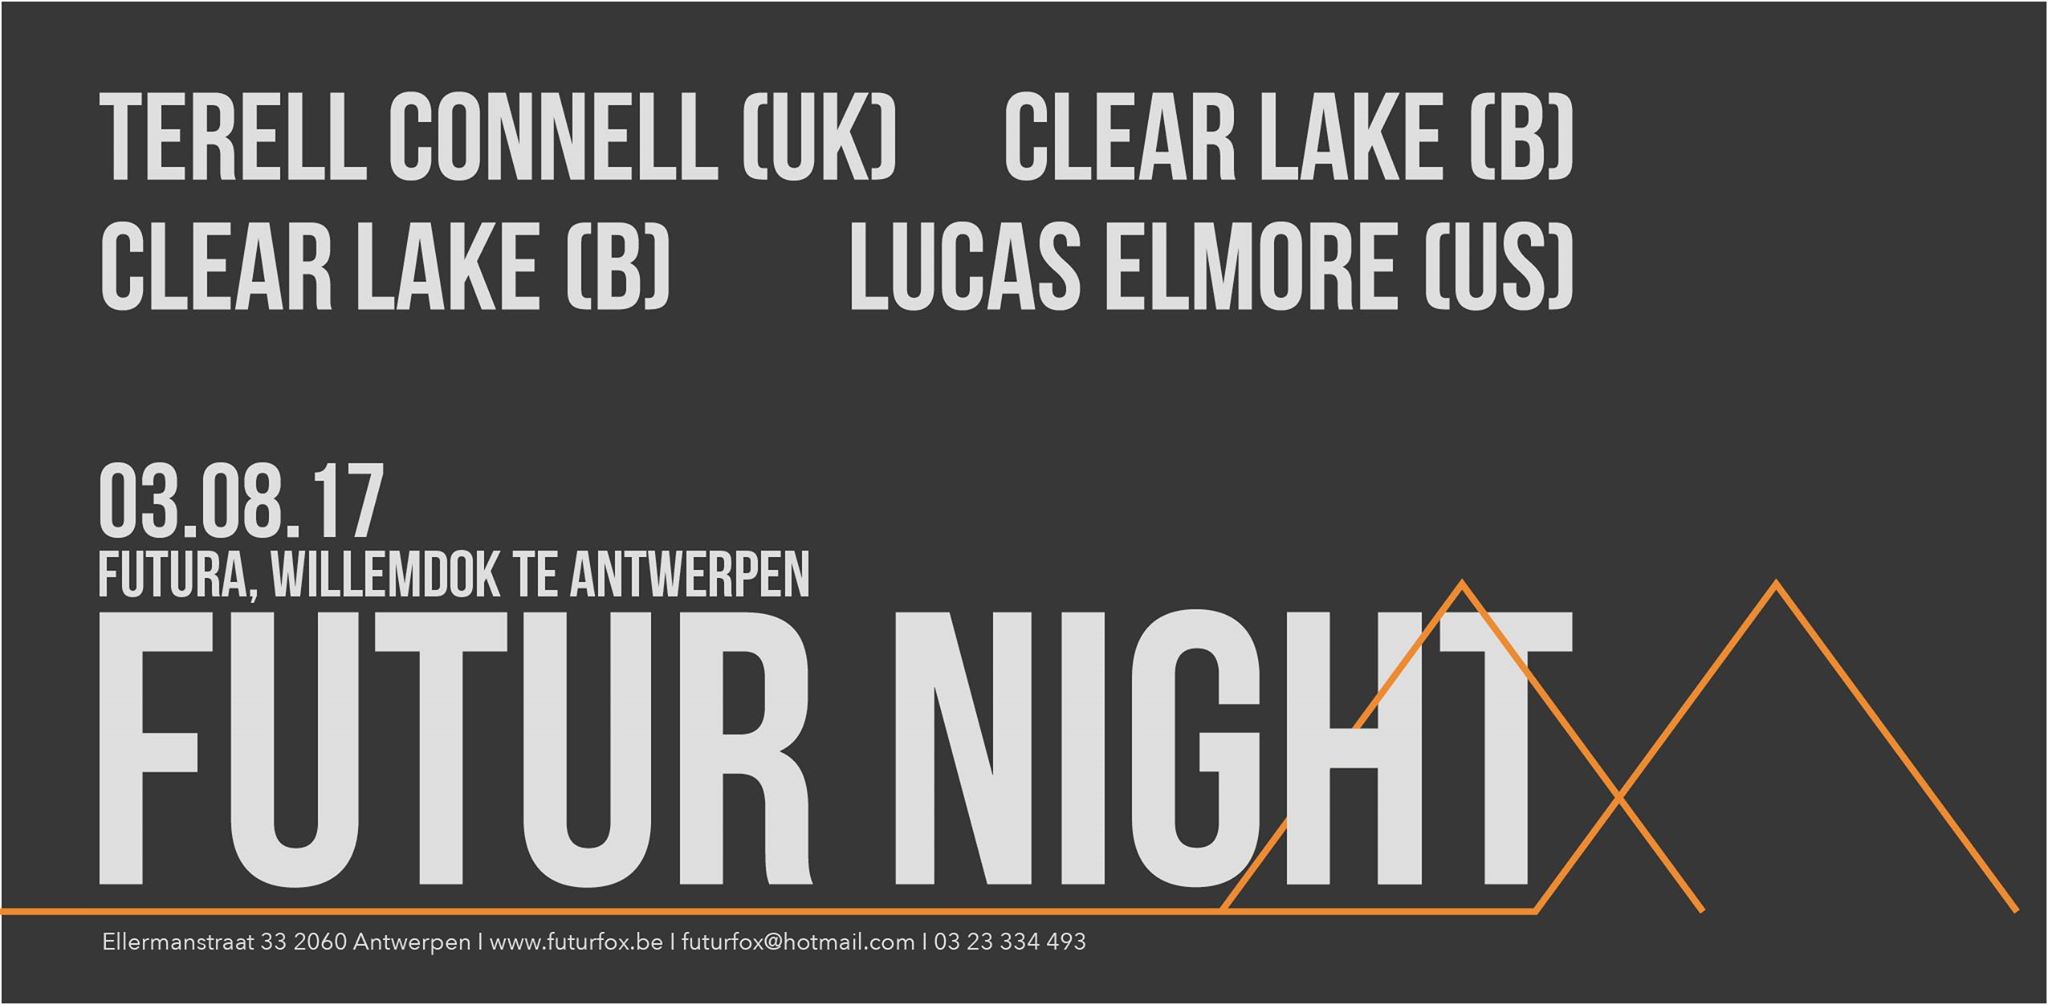 TERELL CONNELL (UK) CLEAR LAKE (B)
CLEAR LAKE (B) LUCAS ELMORE (US)
03.08.17
FUTURA, WILLEMDOK TE ANTWERPEN
FUTUR NIGHT
Ellermanstraat 33 2060 Antwerpen I www.futurfox.be I futurfox@hotmail.com I 03 23 334 493